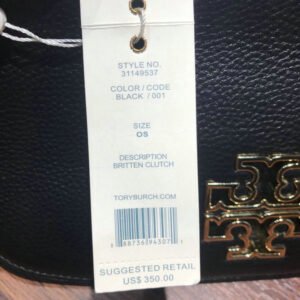 STYLE NO.
31149537
COLOR / CODE
BLACK / 001
SIZE
OS
DESCRIPTION
BRITTEN CLUTCH
TORYBURCH.COM
SUGGESTED RETAIL
US$ 350.00